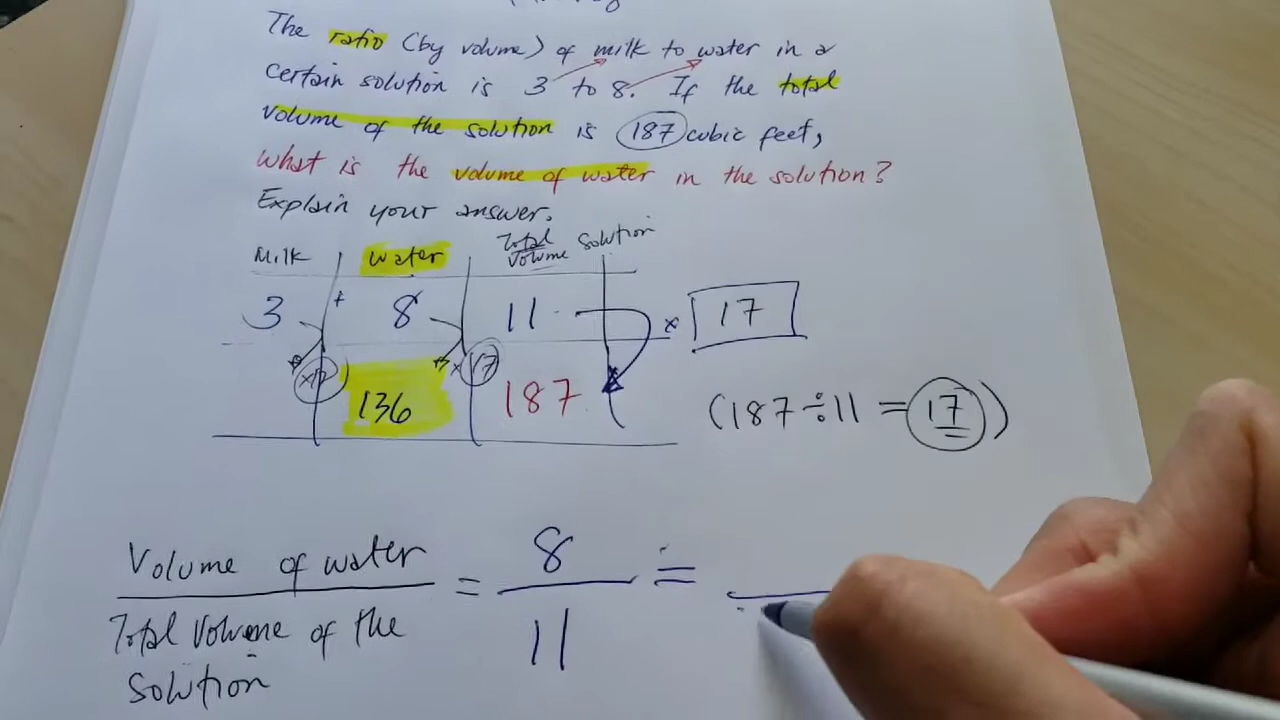 The ratio (by volume) of milk to water in a
certain solution is 3 to 8. If the total
volume of the solution is 187 cubic feet,
what is the volume of water in the solution?
Explain your answer.
Milk water Total Volume Solution
3 + 8 11 × 17
×17 136 ×17 187
(187 ÷ 11 = 17)
Volume of water = 8 =
Total Volume of the 11
Solution